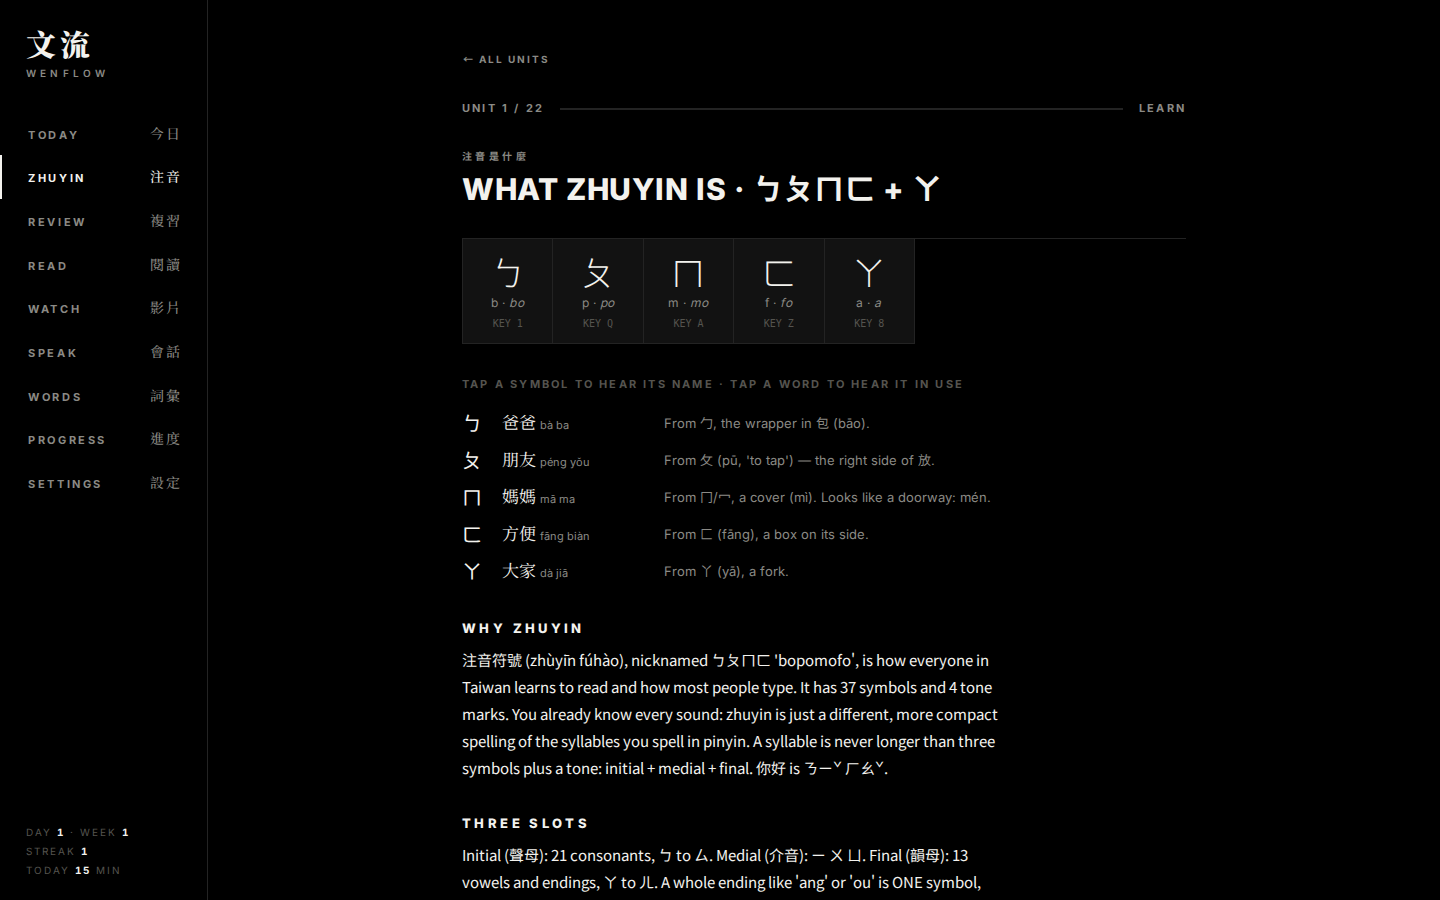 文流
WENFLOW
TODAY 今日
ZHUYIN 注音
REVIEW 複習
READ 閱讀
WATCH 影片
SPEAK 會話
WORDS 詞彙
PROGRESS 進度
SETTINGS 設定
DAY 1 · WEEK 1
STREAK 1
TODAY 15 MIN
← ALL UNITS
UNIT 1 / 22 LEARN
注音是什麼
WHAT ZHUYIN IS · ㄅㄆㄇㄈ + ㄚ
ㄅ ㄆ ㄇ ㄈ ㄚ
b · bo p · po m · mo f · fo a · a
KEY 1 KEY Q KEY A KEY Z KEY 8
TAP A SYMBOL TO HEAR ITS NAME · TAP A WORD TO HEAR IT IN USE
ㄅ 爸爸 bà ba From 勹, the wrapper in 包 (bāo).
ㄆ 朋友 péng yǒu From 攵 (pū, 'to tap') — the right side of 放.
ㄇ 媽媽 mā ma From 冂/冖, a cover (mì). Looks like a doorway: mén.
ㄈ 方便 fāng biàn From 匚 (fāng), a box on its side.
ㄚ 大家 dà jiā From 丫 (yā), a fork.
WHY ZHUYIN
注音符號 (zhùyīn fúhào), nicknamed ㄅㄆㄇㄈ 'bopomofo', is how everyone in
Taiwan learns to read and how most people type. It has 37 symbols and 4 tone
marks. You already know every sound: zhuyin is just a different, more compact
spelling of the syllables you spell in pinyin. A syllable is never longer than three
symbols plus a tone: initial + medial + final. 你好 is ㄋㄧˇ ㄏㄠˇ.
THREE SLOTS
Initial (聲母): 21 consonants, ㄅ to ㄙ. Medial (介音): ㄧ ㄨ ㄩ. Final (韻母): 13
vowels and endings, ㄚ to ㄦ. A whole ending like 'ang' or 'ou' is ONE symbol,